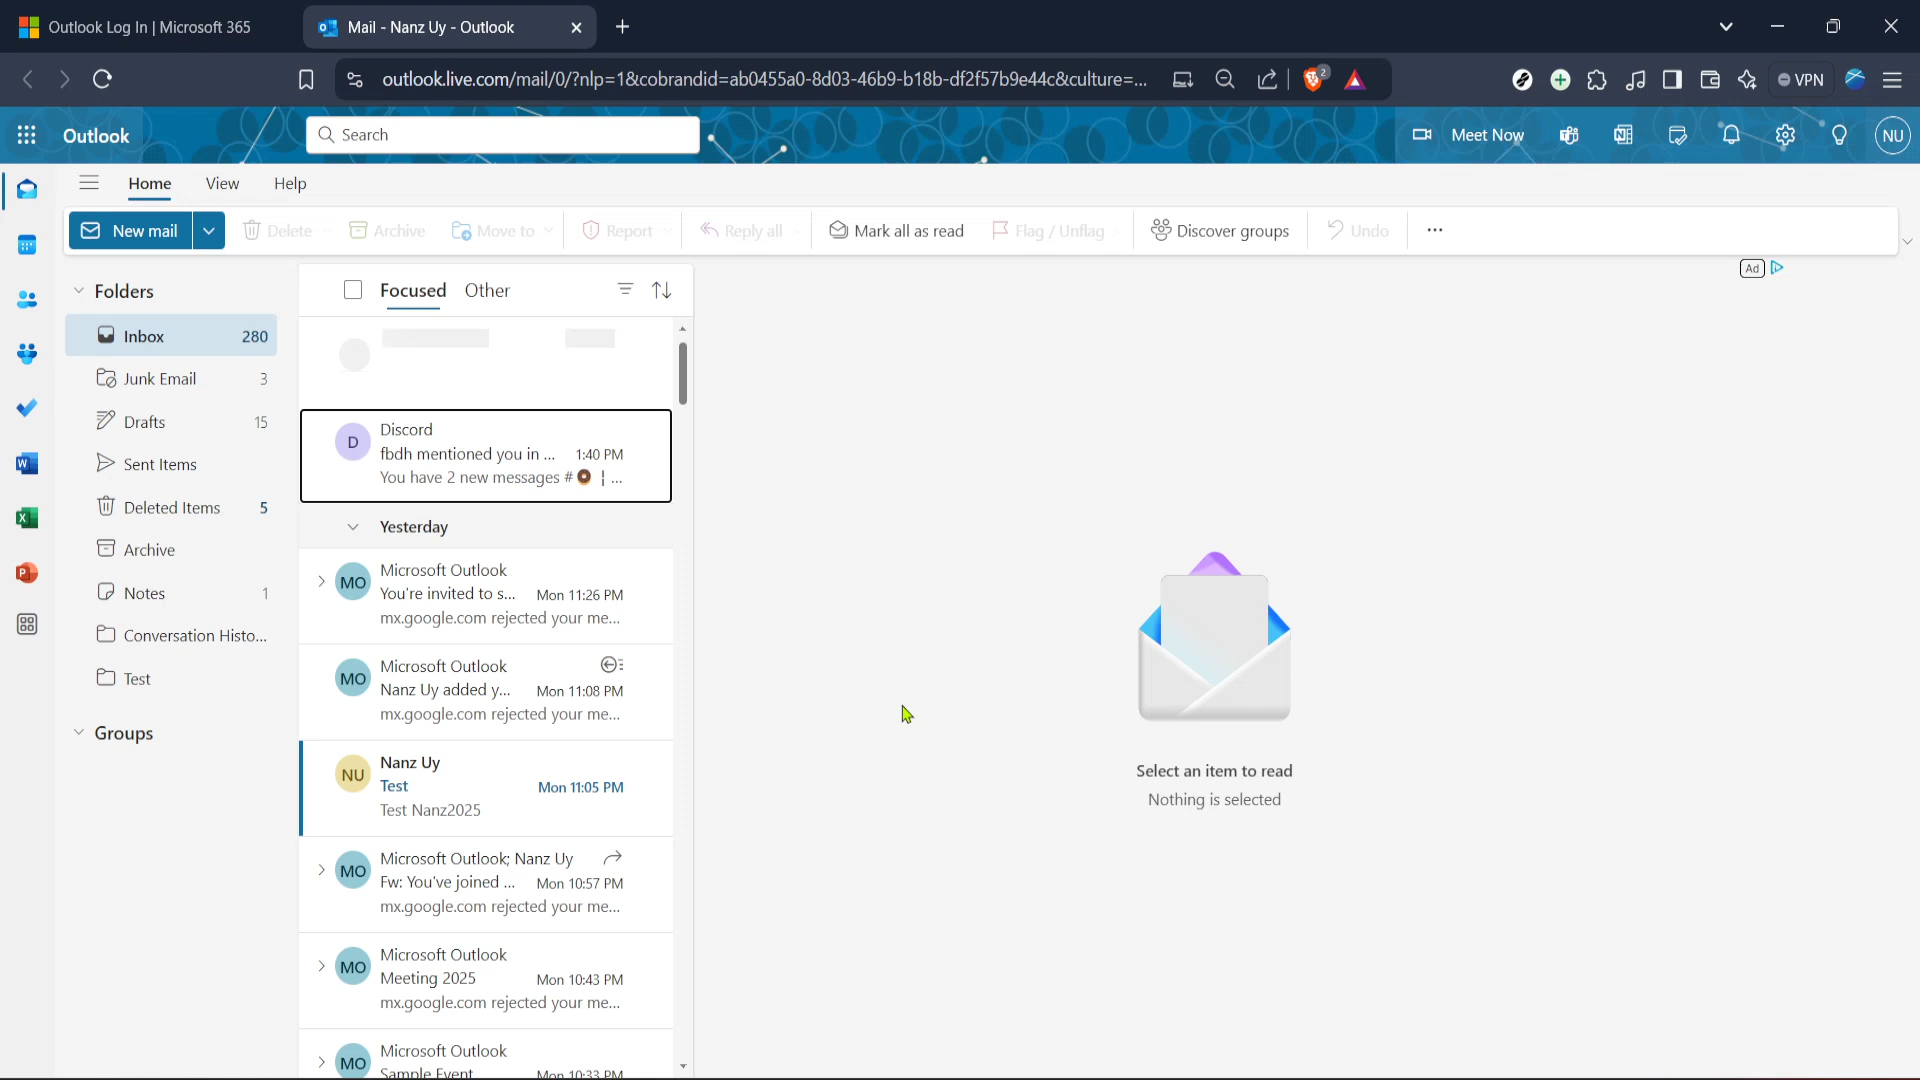 Outlook Log In | Microsoft 365
Mail - Nanz Uy - Outlook
outlook.live.com/mail/0/?nlp=1&cobrandid=ab0455a0-8d03-46b9-b18b-df2f57b9e44c&culture=...
2
VPN
Outlook
Search
Meet Now
NU
Home View Help
New mail
Delete
Archive
Move to
Report
Reply all
Mark all as read
Flag / Unflag
Discover groups
Undo
Ad
Folders
Inbox 280
Junk Email 3
Drafts 15
Sent Items
Deleted Items 5
Archive
Notes 1
Conversation Histo...
Test
Groups
Focused Other
D
Discord
fbdh mentioned you in ... 1:40 PM
You have 2 new messages # 🍩 ¦ ...
Yesterday
MO
Microsoft Outlook
You're invited to s... Mon 11:26 PM
mx.google.com rejected your me...
MO
Microsoft Outlook
Nanz Uy added y... Mon 11:08 PM
mx.google.com rejected your me...
NU
Nanz Uy
Test Mon 11:05 PM
Test Nanz2025
MO
Microsoft Outlook; Nanz Uy
Fw: You've joined ... Mon 10:57 PM
mx.google.com rejected your me...
MO
Microsoft Outlook
Meeting 2025 Mon 10:43 PM
mx.google.com rejected your me...
MO
Microsoft Outlook
Sample Event Mon 10:33 PM
Select an item to read
Nothing is selected